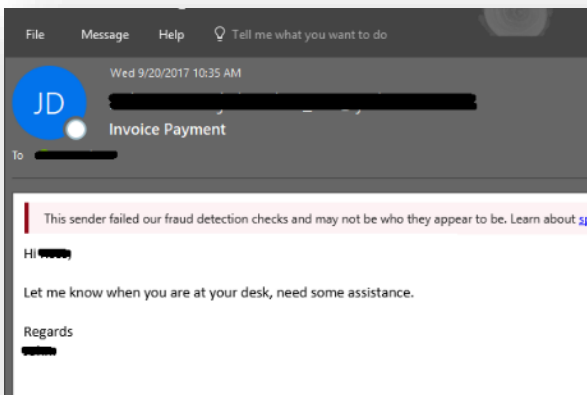 File Message Help Tell me what you want to do
Wed 9/20/2017 10:35 AM
JD
Invoice Payment
To
This sender failed our fraud detection checks and may not be who they appear to be. Learn about
Hi
Let me know when you are at your desk, need some assistance.
Regards